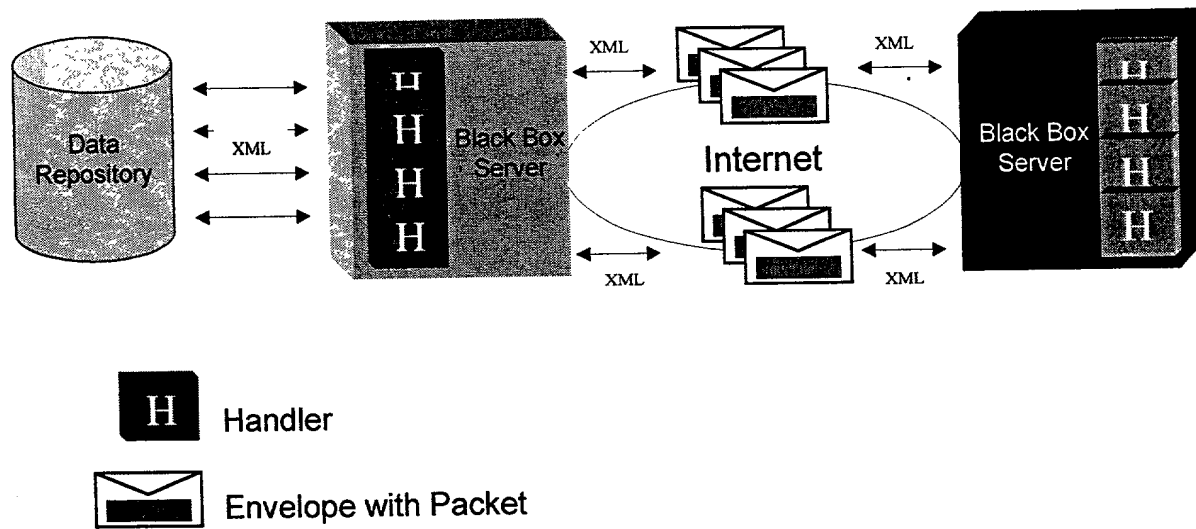 XML
XML
H
H
H
H
H
H
H
H
Data
Repository
XML
Black Box
Server
Internet
Black Box
Server
XML
XML
H
Handler
Envelope with Packet